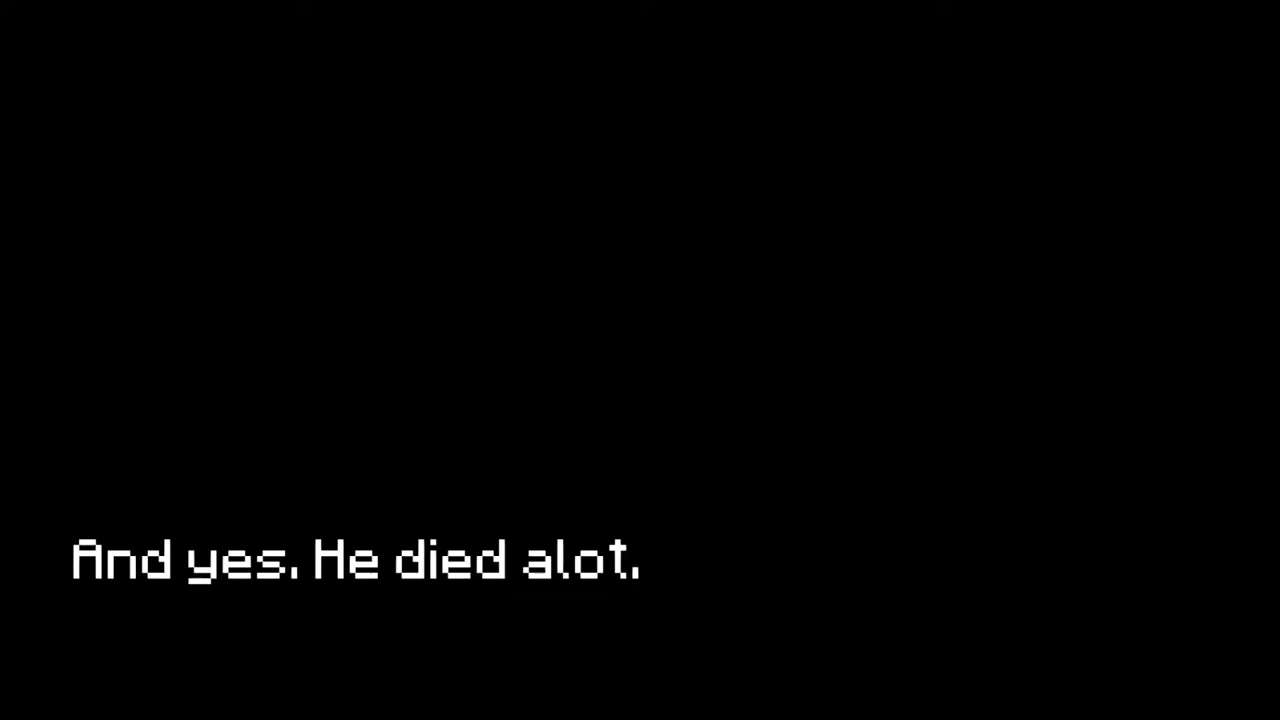 And yes. He died alot.